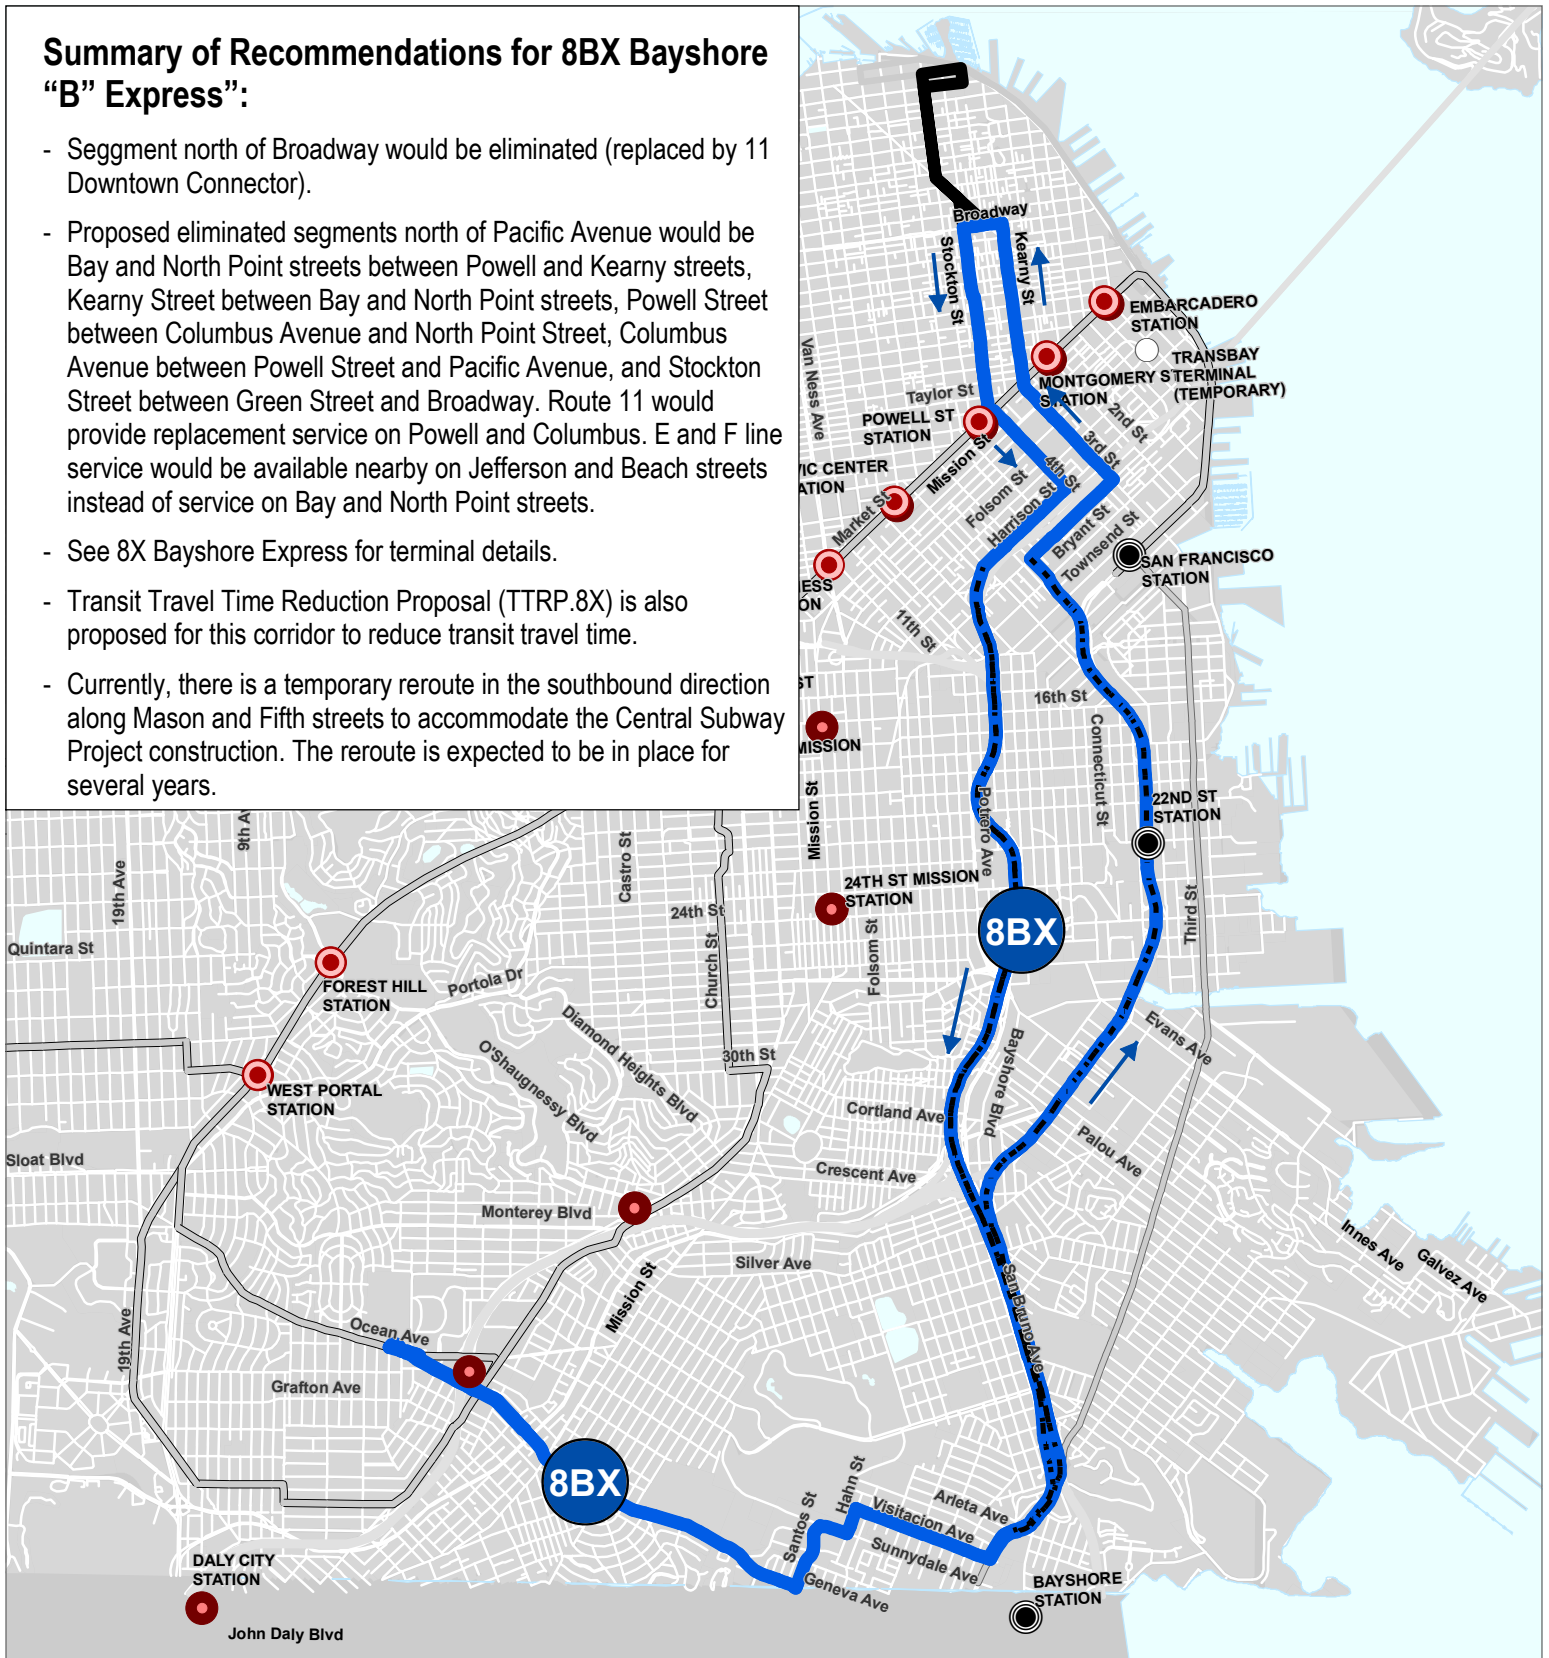 Summary of Recommendations for 8BX Bayshore
“B” Express”:
- Seggment north of Broadway would be eliminated (replaced by 11
Downtown Connector).
- Proposed eliminated segments north of Pacific Avenue would be
Bay and North Point streets between Powell and Kearny streets,
Kearny Street between Bay and North Point streets, Powell Street
between Columbus Avenue and North Point Street, Columbus
Avenue between Powell Street and Pacific Avenue, and Stockton
Street between Green Street and Broadway. Route 11 would
provide replacement service on Powell and Columbus. E and F line
service would be available nearby on Jefferson and Beach streets
instead of service on Bay and North Point streets.
- See 8X Bayshore Express for terminal details.
- Transit Travel Time Reduction Proposal (TTRP.8X) is also
proposed for this corridor to reduce transit travel time.
- Currently, there is a temporary reroute in the southbound direction
along Mason and Fifth streets to accommodate the Central Subway
Project construction. The reroute is expected to be in place for
several years.
Broadway
Stockton St
Kearny St
EMBARCADERO
STATION
TRANSBAY
TERMINAL
(TEMPORARY)
MONTGOMERY ST
STATION
Van Ness Ave
Taylor St
POWELL ST
STATION
2nd St
3rd St
4th St
Mission St
VIC CENTER
ATION
Folsom St
Harrison St
Market St
Bryant St
Townsend St
SAN FRANCISCO
STATION
ESS
ON
11th St
ST
MISSION
16th St
Connecticut St
Mission St
Potrero Ave
22ND ST
STATION
9th Av
19th Ave
Castro St
24th St
24TH ST MISSION
STATION
Third St
8BX
Quintara St
Church St
Folsom St
FOREST HILL
STATION
Portola Dr
Diamond Heights Blvd
O'Shaugnessy Blvd
30th St
Bayshore Blvd
Evans Ave
WEST PORTAL
STATION
Cortland Ave
Palou Ave
Sloat Blvd
Crescent Ave
Monterey Blvd
Silver Ave
Innes Ave
Galvez Ave
Mission St
San Bruno Ave
19th Ave
Ocean Ave
Grafton Ave
8BX
Santos St
Hahn St
Arleta Ave
Visitacion Ave
Sunnydale Ave
Geneva Ave
DALY CITY
STATION
BAYSHORE
STATION
John Daly Blvd